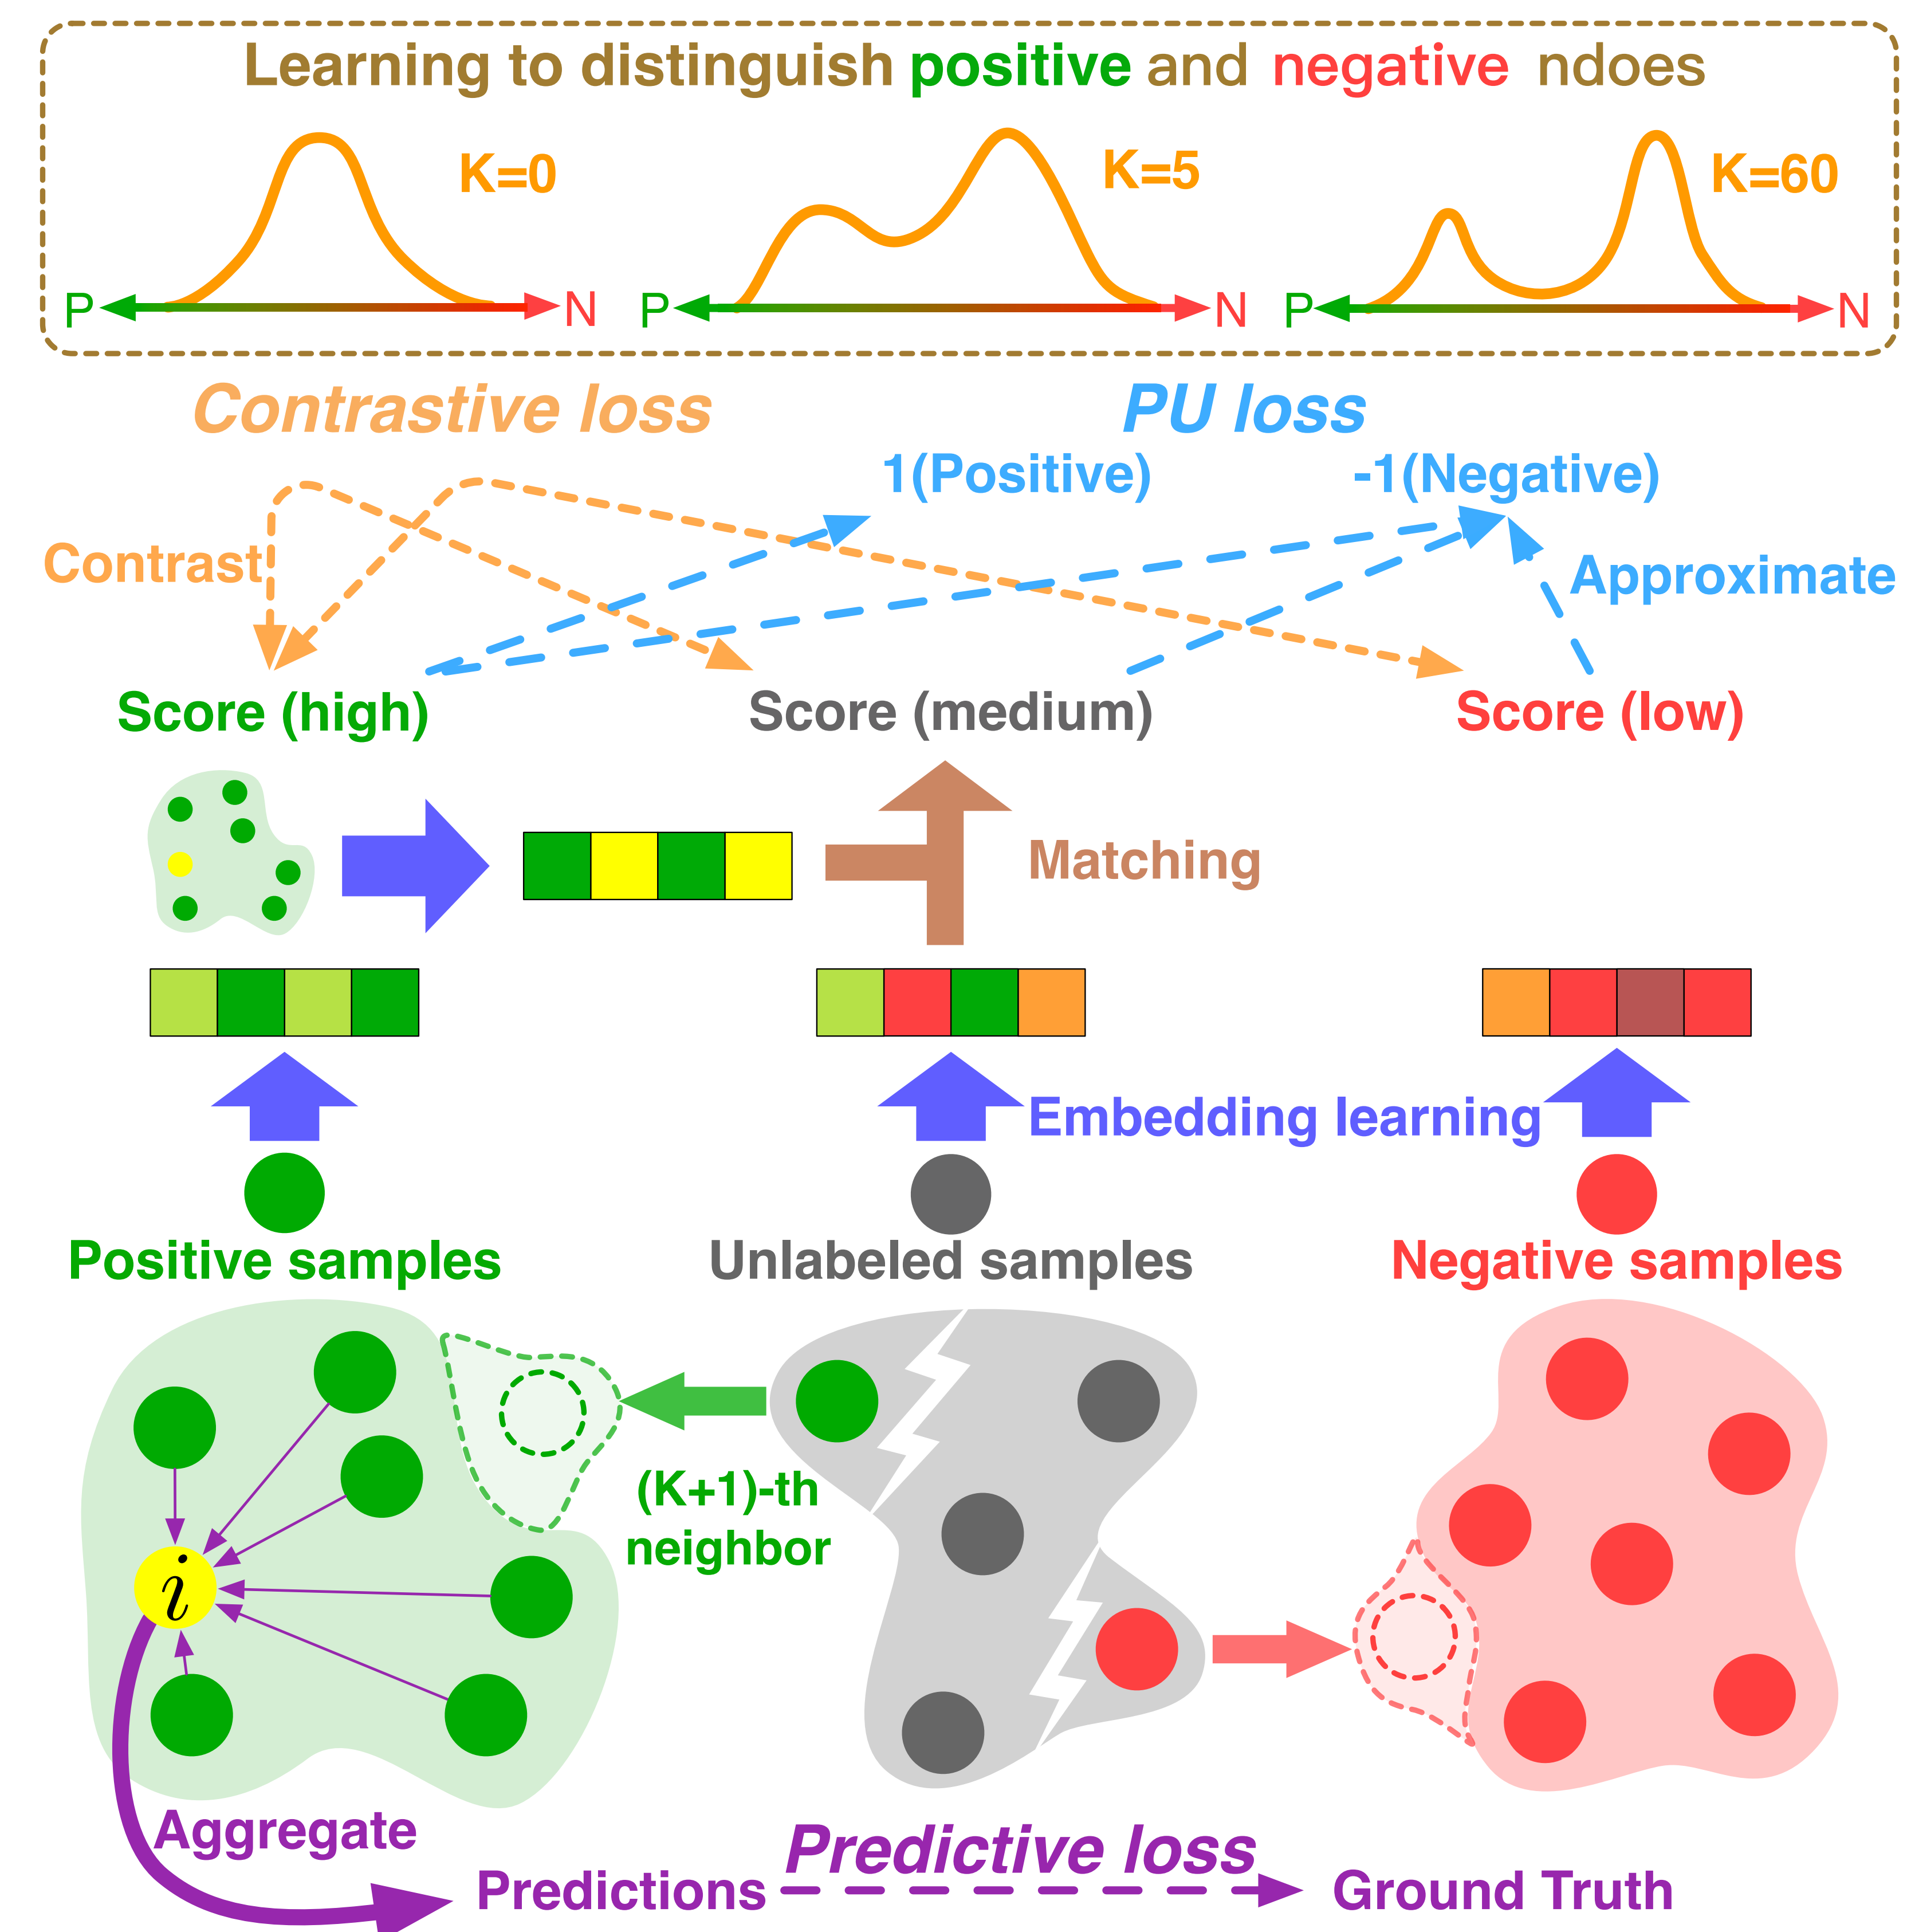 Learning to distinguish positive and negative ndoes
K=0
K=5
K=60
P
N
P
N
P
N
Contrastive loss
PU loss
1(Positive)
-1(Negative)
Contrast
Approximate
Score (high)
Score (medium)
Score (low)
Matching
Embedding learning
Positive samples
Unlabeled samples
Negative samples
(K+1)-th
neighbor
i
Aggregate
Predictive loss
Predictions
Ground Truth